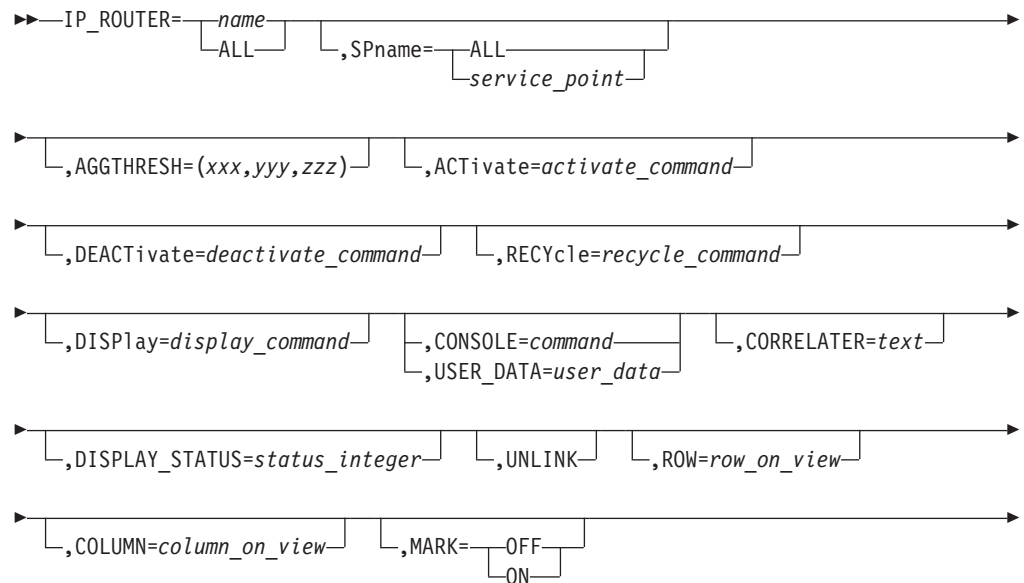 IP_ROUTER= name
ALL
,SPname= ALL
service_point
,AGGTHRESH=(xxx,yyy,zzz) ,ACTivate=activate_command
,DEACTivate=deactivate_command ,RECYcle=recycle_command
,DISPlay=display_command ,CONSOLE=command ,CORRELATER=text
,USER_DATA=user_data
,DISPLAY_STATUS=status_integer ,UNLINK ,ROW=row_on_view
,COLUMN=column_on_view ,MARK= OFF
ON